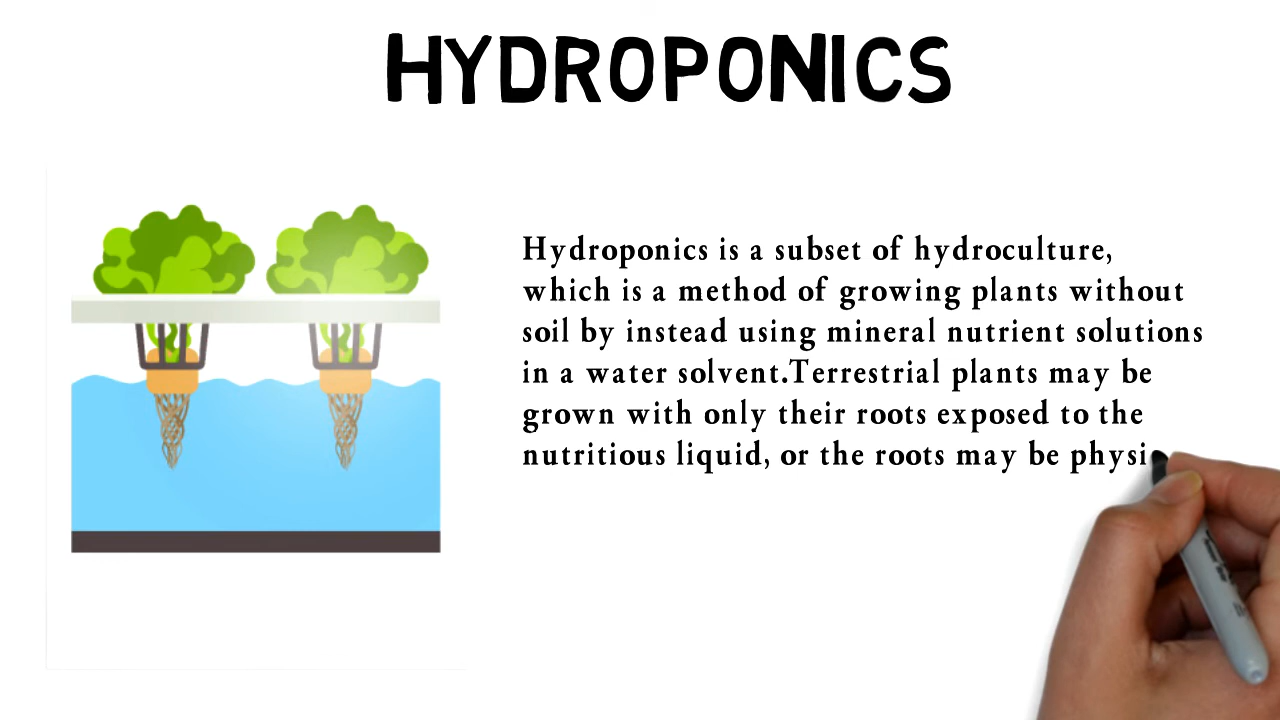 HYDROPONICS
Hydroponics is a subset of hydroculture,
which is a method of growing plants without
soil by instead using mineral nutrient solutions
in a water solvent.Terrestrial plants may be
grown with only their roots exposed to the
nutritious liquid, or the roots may be physi